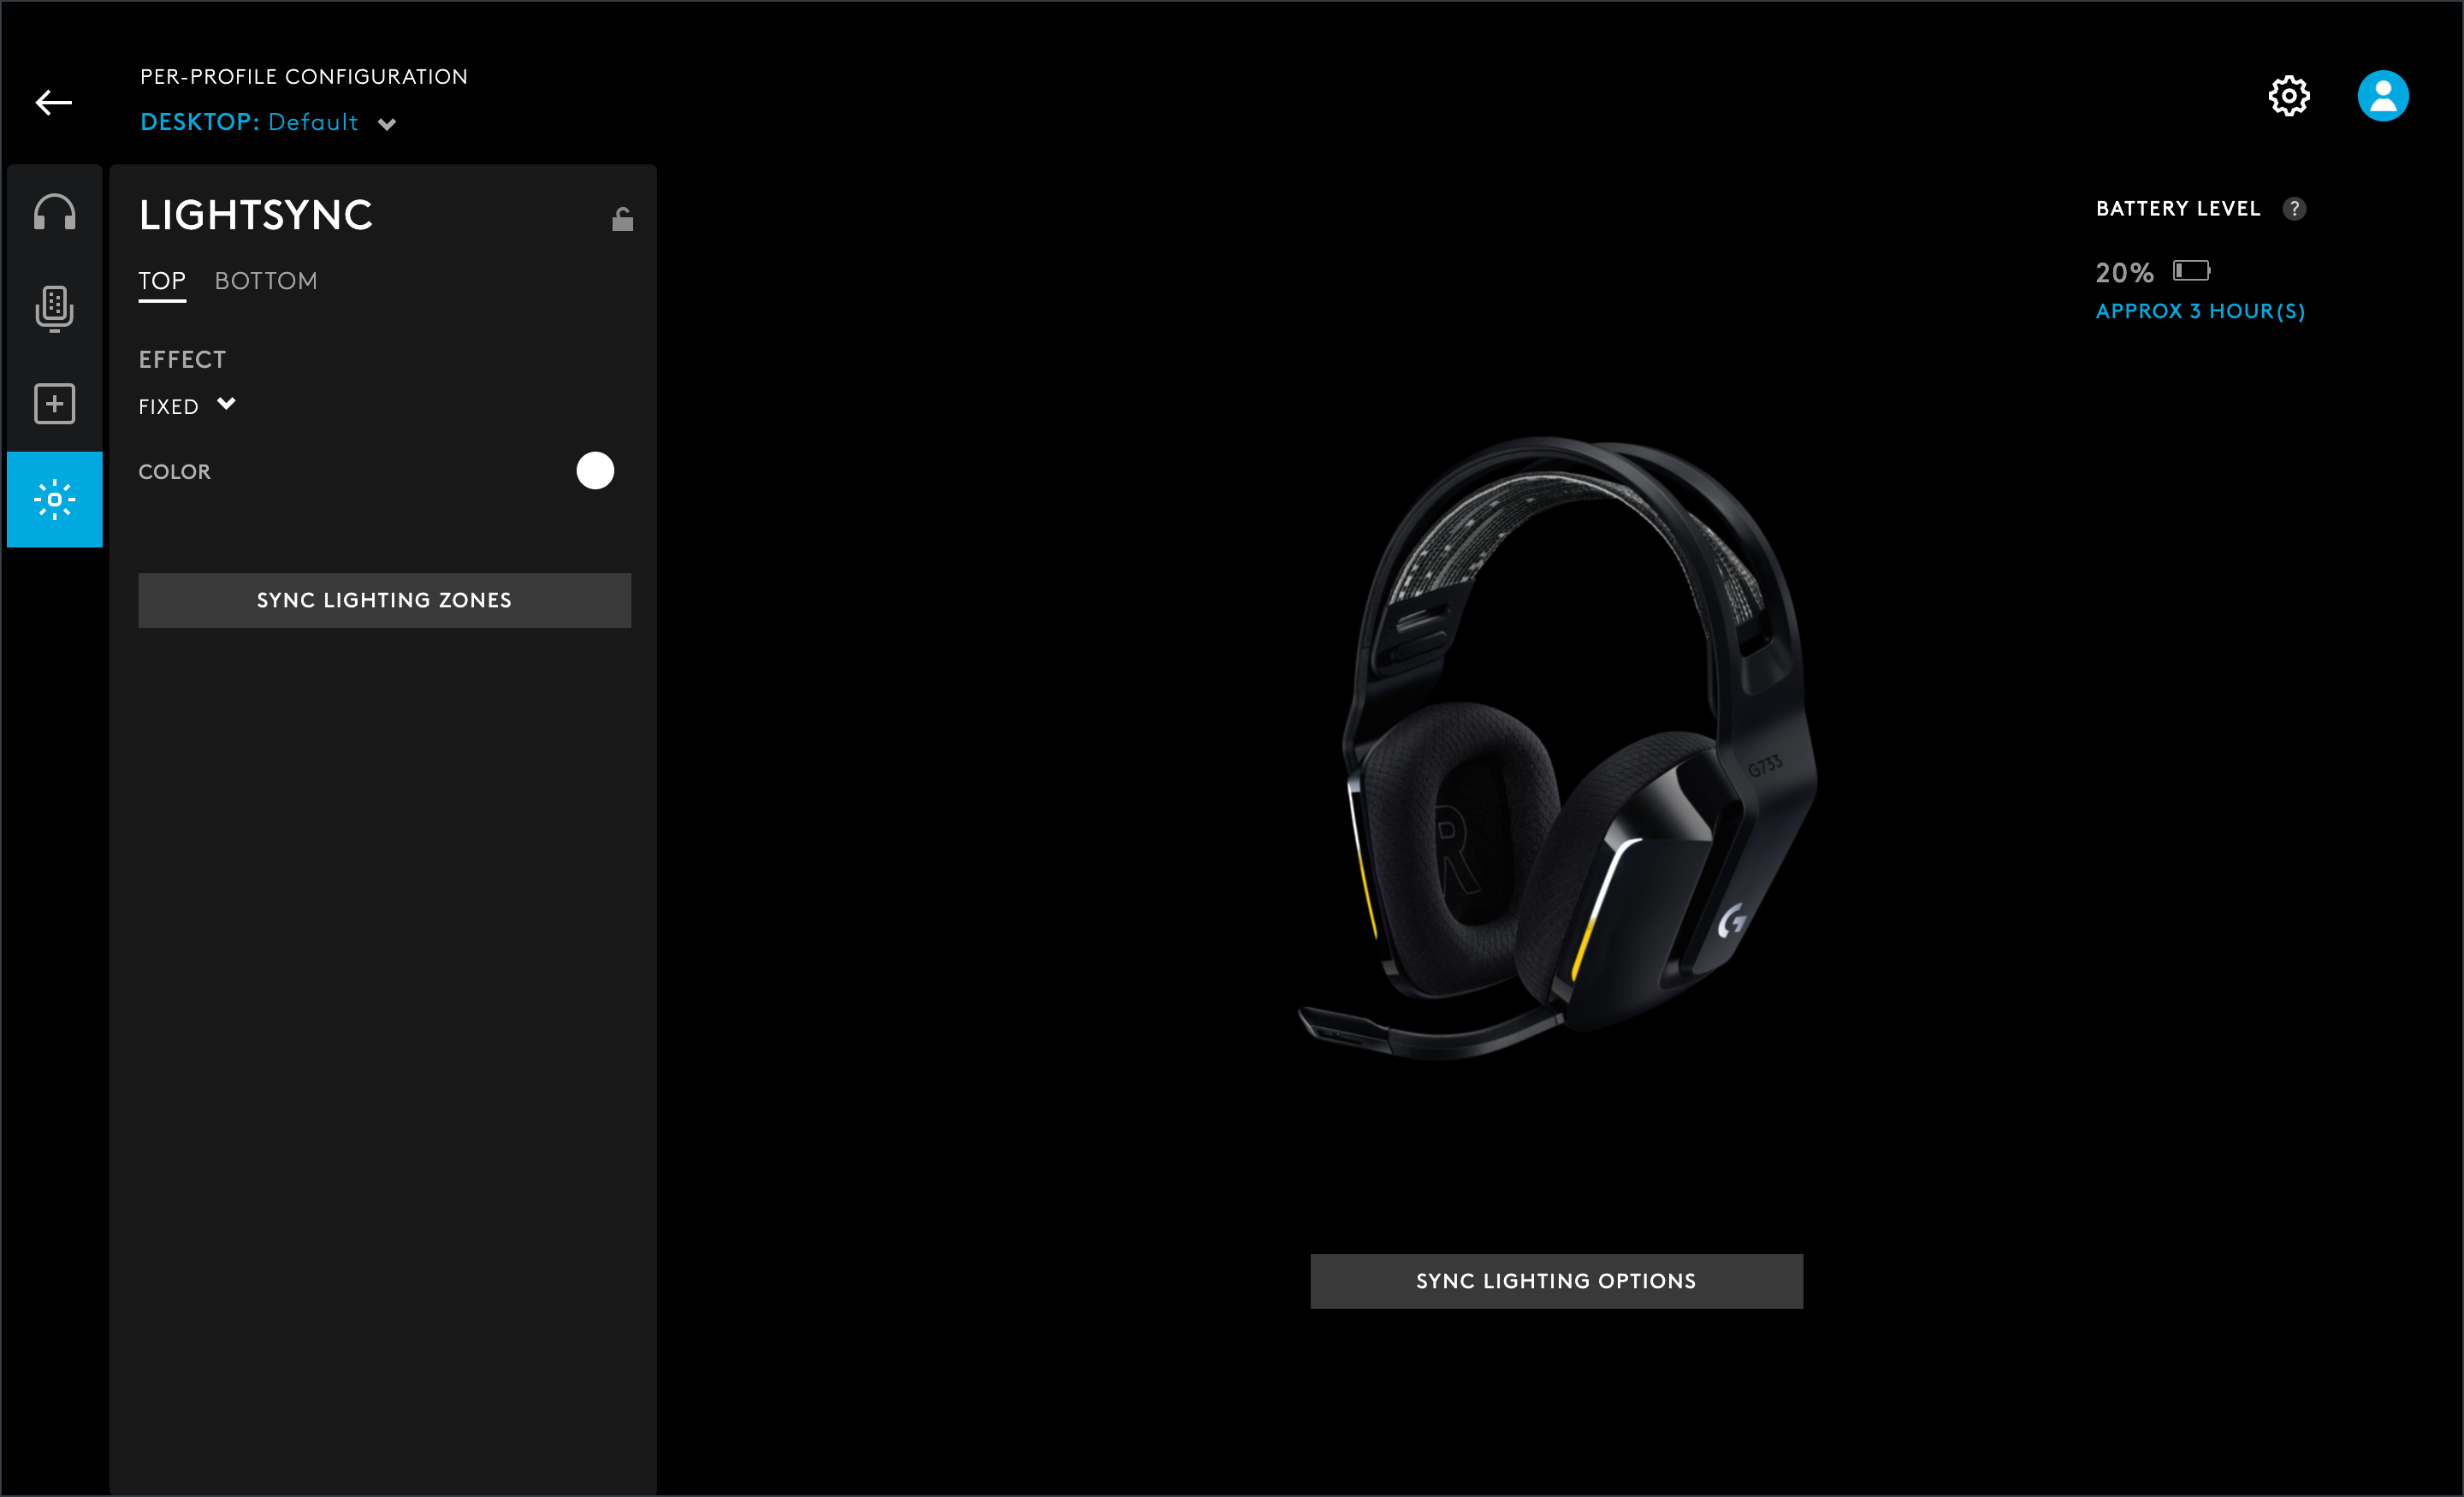 PER-PROFILE CONFIGURATION
DESKTOP: Default
LIGHTSYNC
TOP BOTTOM
EFFECT
FIXED
COLOR
SYNC LIGHTING ZONES
BATTERY LEVEL ?
20%
APPROX 3 HOUR(S)
G733
R
G
SYNC LIGHTING OPTIONS